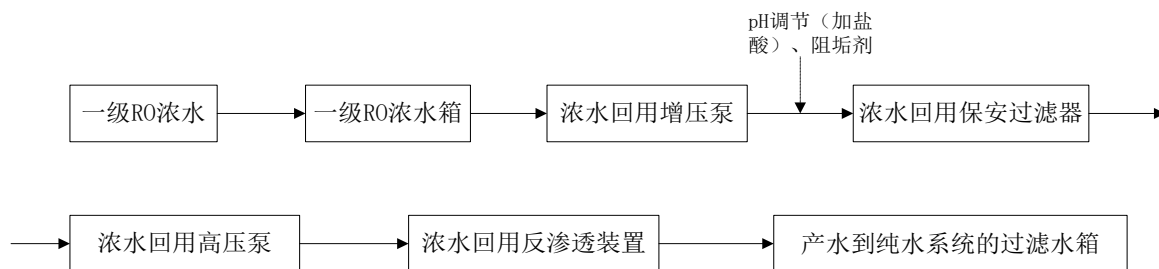 pH调节（加盐
酸）、阻垢剂
一级RO浓水
一级RO浓水箱
浓水回用增压泵
浓水回用保安过滤器
浓水回用高压泵
浓水回用反渗透装置
产水到纯水系统的过滤水箱